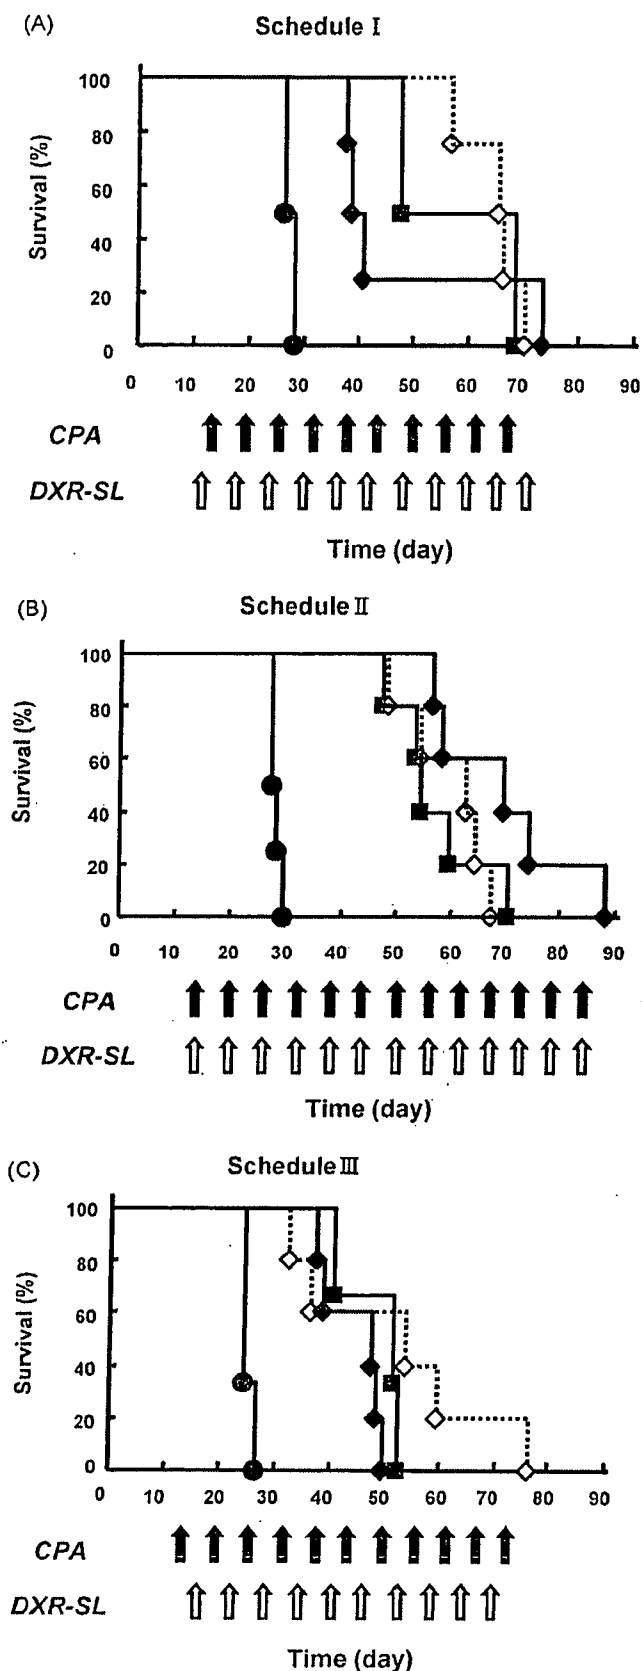 (A)
Schedule I
Survival (%)
100
80
60
40
20
0
0 10 20 30 40 50 60 70 80 90
CPA
DXR-SL
Time (day)
(B)
Schedule II
Survival (%)
100
80
60
40
20
0
0 10 20 30 40 50 60 70 80 90
CPA
DXR-SL
Time (day)
(C)
Schedule III
Survival (%)
100
80
60
40
20
0
0 10 20 30 40 50 60 70 80 90
CPA
DXR-SL
Time (day)